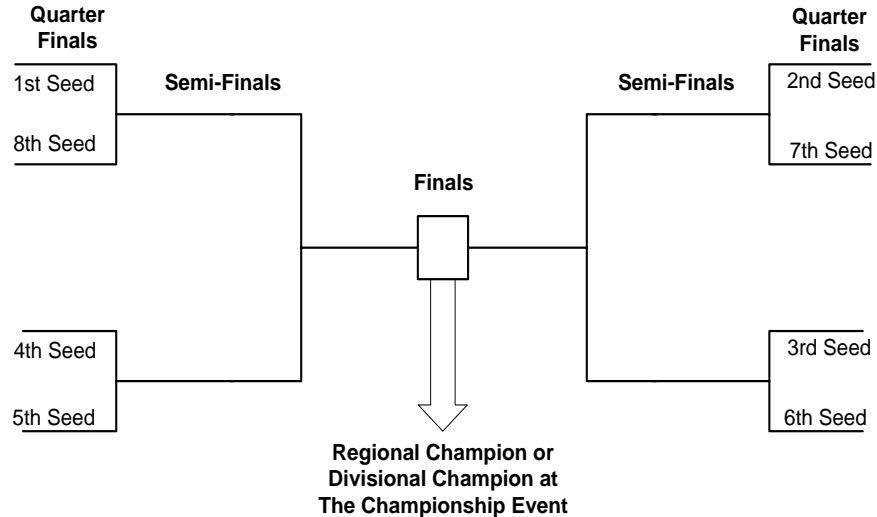 Quarter
Finals
Quarter
Finals
Semi-Finals
Semi-Finals
1st Seed
2nd Seed
8th Seed
7th Seed
Finals
4th Seed
3rd Seed
5th Seed
6th Seed
Regional Champion or
Divisional Champion at
The Championship Event